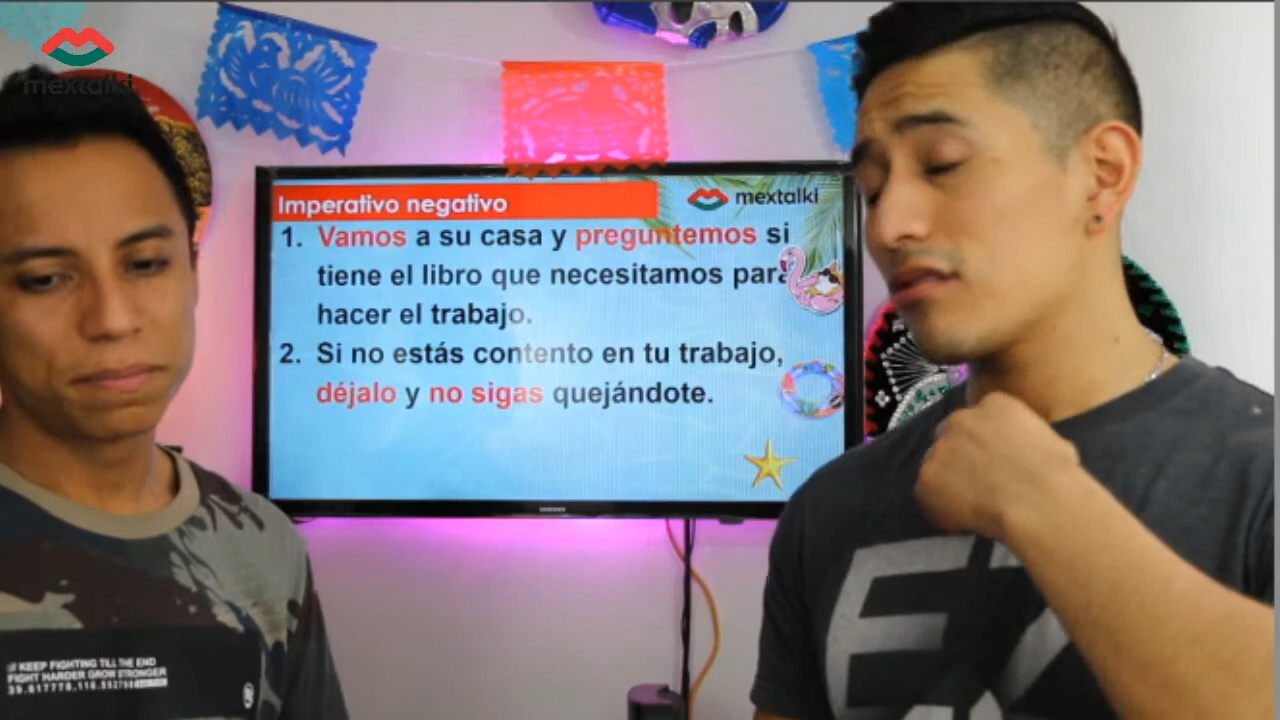 mextalki
Imperativo negativo
mextalki
1. Vamos a su casa y preguntemos si
tiene el libro que necesitamos para
hacer el trabajo.
2. Si no estás contento en tu trabajo,
déjalo y no sigas quejándote.
SAMSUNG
// KEEP FIGHTING TILL THE END
FIGHT HARDER GROW STRONGER